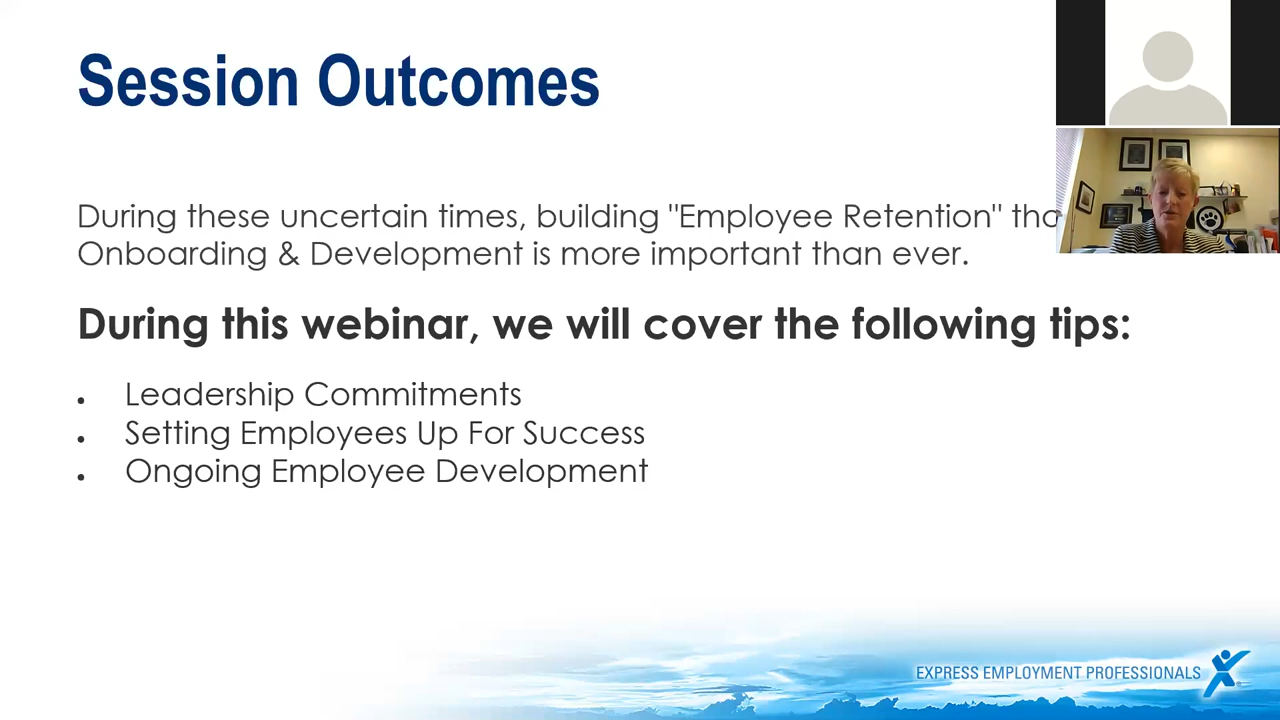 Session Outcomes
During these uncertain times, building "Employee Retention"
Onboarding & Development is more important than ever.
During this webinar, we will cover the following tips:
• Leadership Commitments
• Setting Employees Up For Success
• Ongoing Employee Development
EXPRESS EMPLOYMENT PROFESSIONALS